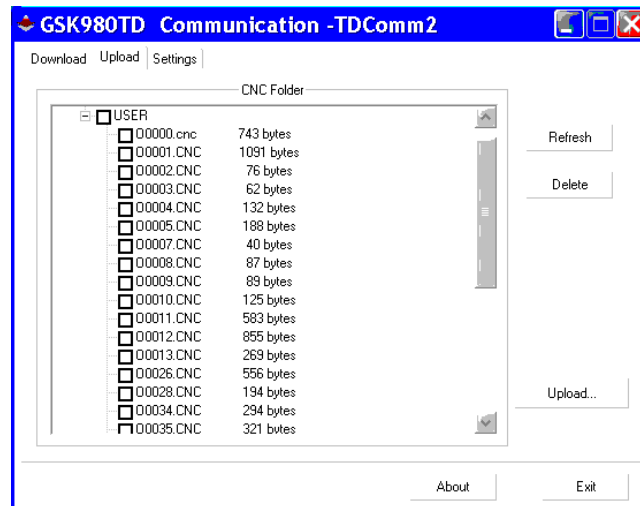 GSK980TD Communication -TDComm2
Download Upload Settings
CNC Folder
USER
O0000.cnc 743 bytes
O0001.CNC 1091 bytes
O0002.CNC 76 bytes
O0003.CNC 62 bytes
O0004.CNC 132 bytes
O0005.CNC 188 bytes
O0007.CNC 40 bytes
O0008.CNC 87 bytes
O0009.CNC 89 bytes
O0010.CNC 125 bytes
O0011.CNC 583 bytes
O0012.CNC 855 bytes
O0013.CNC 269 bytes
O0026.CNC 556 bytes
O0028.CNC 194 bytes
O0034.CNC 294 bytes
O0035.CNC 321 bytes
Refresh
Delete
Upload...
About Exit